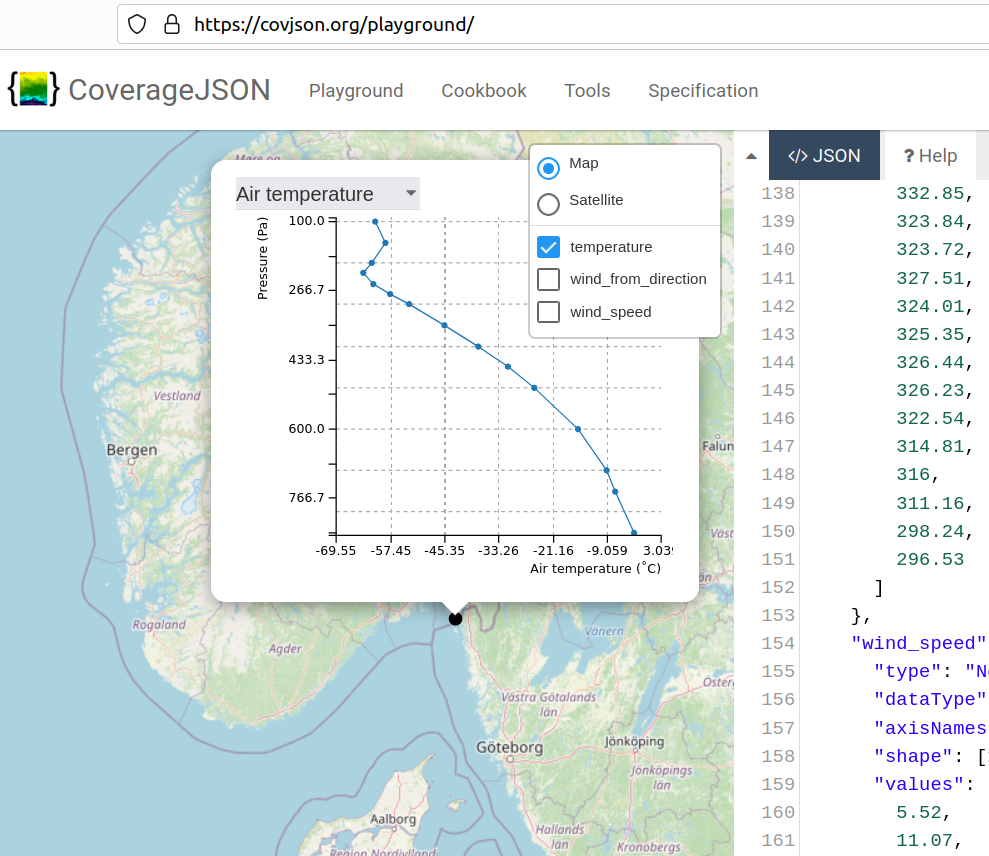 https://covjson.org/playground/
{ } CoverageJSON Playground Cookbook Tools Specification
Air temperature
Pressure (Pa)
100.0
266.7
433.3
600.0
766.7
-69.55 -57.45 -45.35 -33.26 -21.16 -9.059
Air temperature (°C)
Map
Satellite
temperature
wind_from_direction
wind_speed
Vestland
Bergen
Rogaland
Agder
Falun
Vänern
Västra Götalands
län
Göteborg
Jönköping
Jönköpings
län
Aalborg
Region Nordjylland
Hallands
län
Kronobergs
</> JSON
? Help
138 332.85,
139 323.84,
140 323.72,
141 327.51,
142 324.01,
143 325.35,
144 326.44,
145 326.23,
146 322.54,
147 314.81,
148 316,
149 311.16,
150 298.24,
151 296.53
152 ]
153 },
154 "wind_speed"
155 "type": "N
156 "dataType"
157 "axisNames
158 "shape": [
159 "values":
160 5.52,
161 11.07,